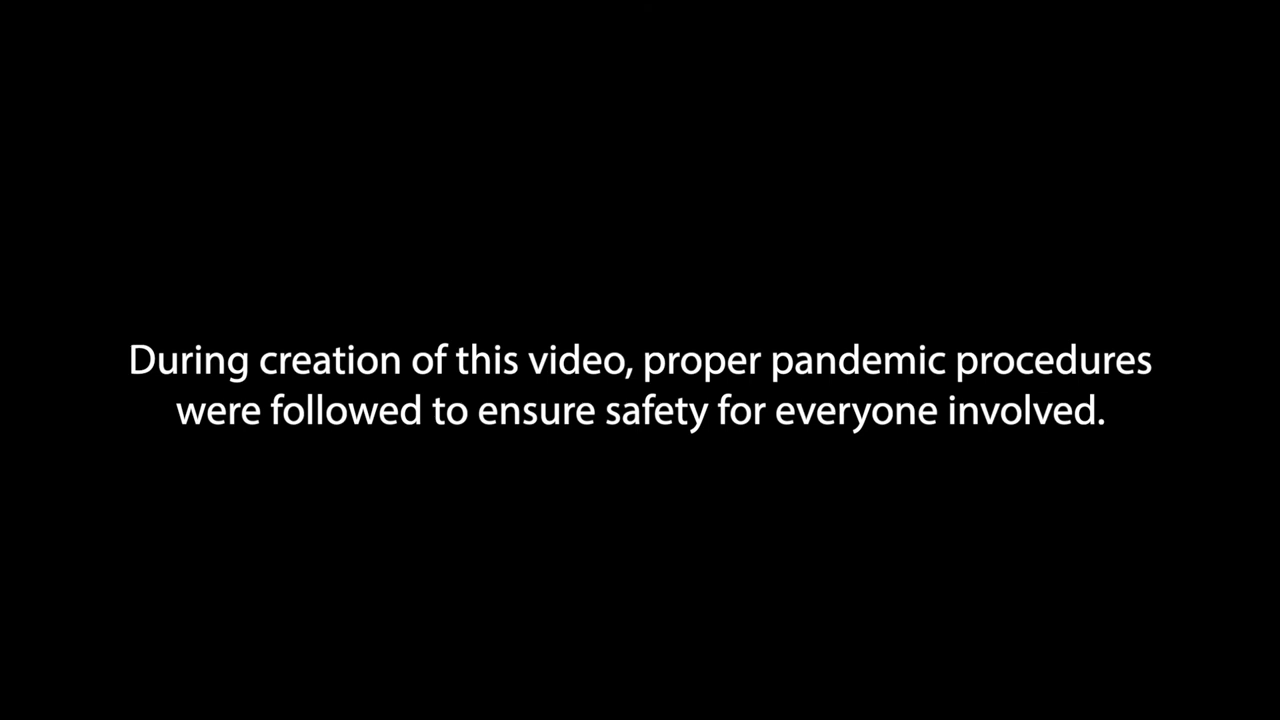 During creation of this video, proper pandemic procedures
were followed to ensure safety for everyone involved.